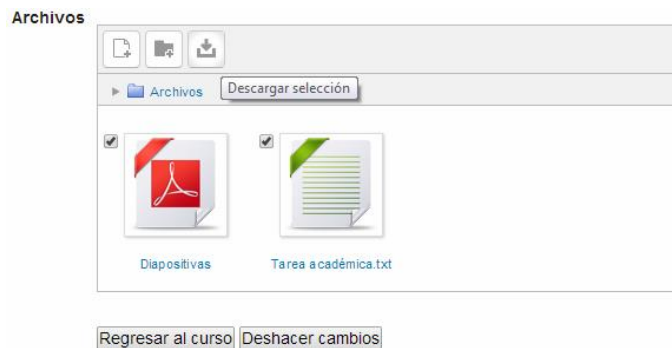 Archivos
Archivos
Descargar selección
Diapositivas
Tarea académica.txt
Regresar al curso
Deshacer cambios